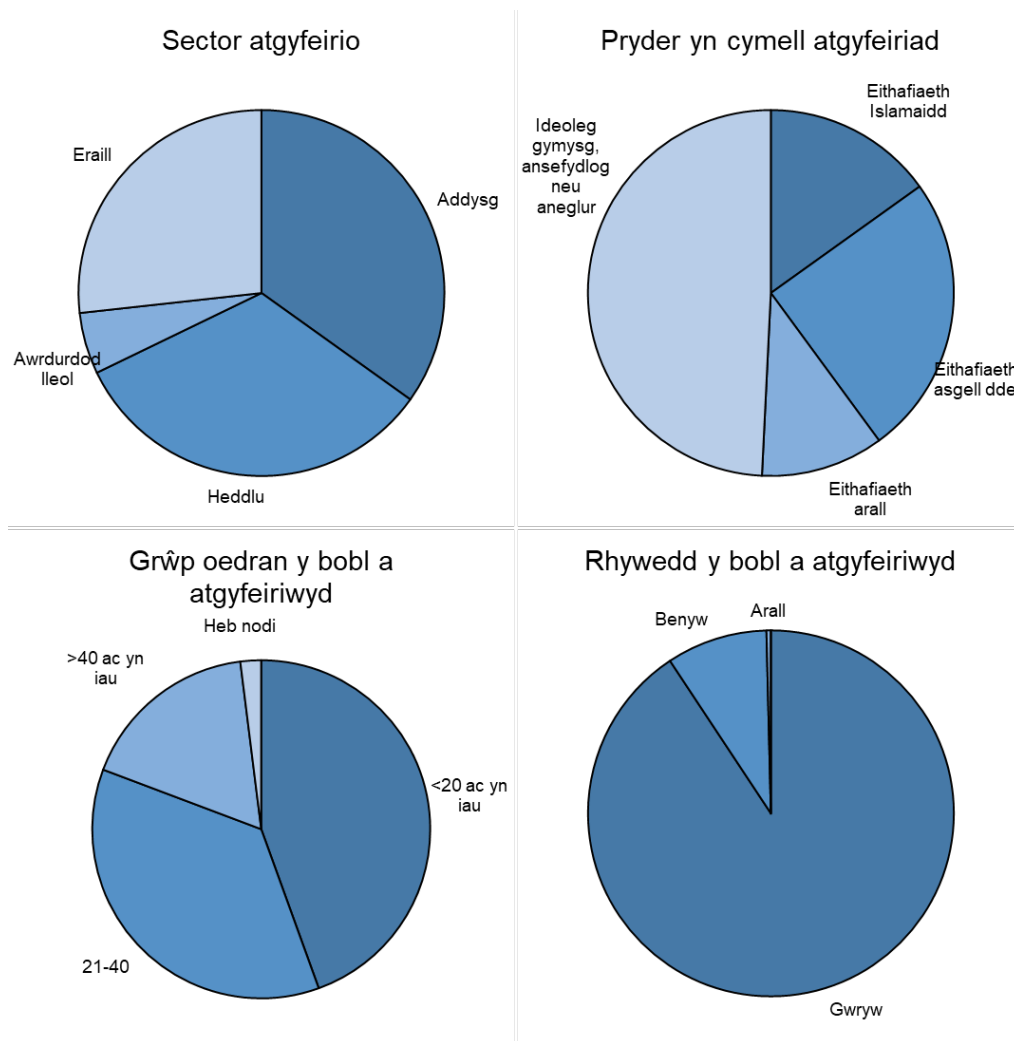 Sector atgyfeirio
Eraill
Addysg
Awrdurdod
lleol
Heddlu
Pryder yn cymell atgyfeiriad
Eithafiaeth
Islamaidd
Ideoleg
gymysg,
ansefydlog
neu
aneglur
Eithafiaeth
asgell dde
Eithafiaeth
arall
Grŵp oedran y bobl a
atgyfeiriwyd
Heb nodi
>40 ac yn
iau
<20 ac yn
iau
21-40
Rhywedd y bobl a atgyfeiriwyd
Arall
Benyw
Gwryw